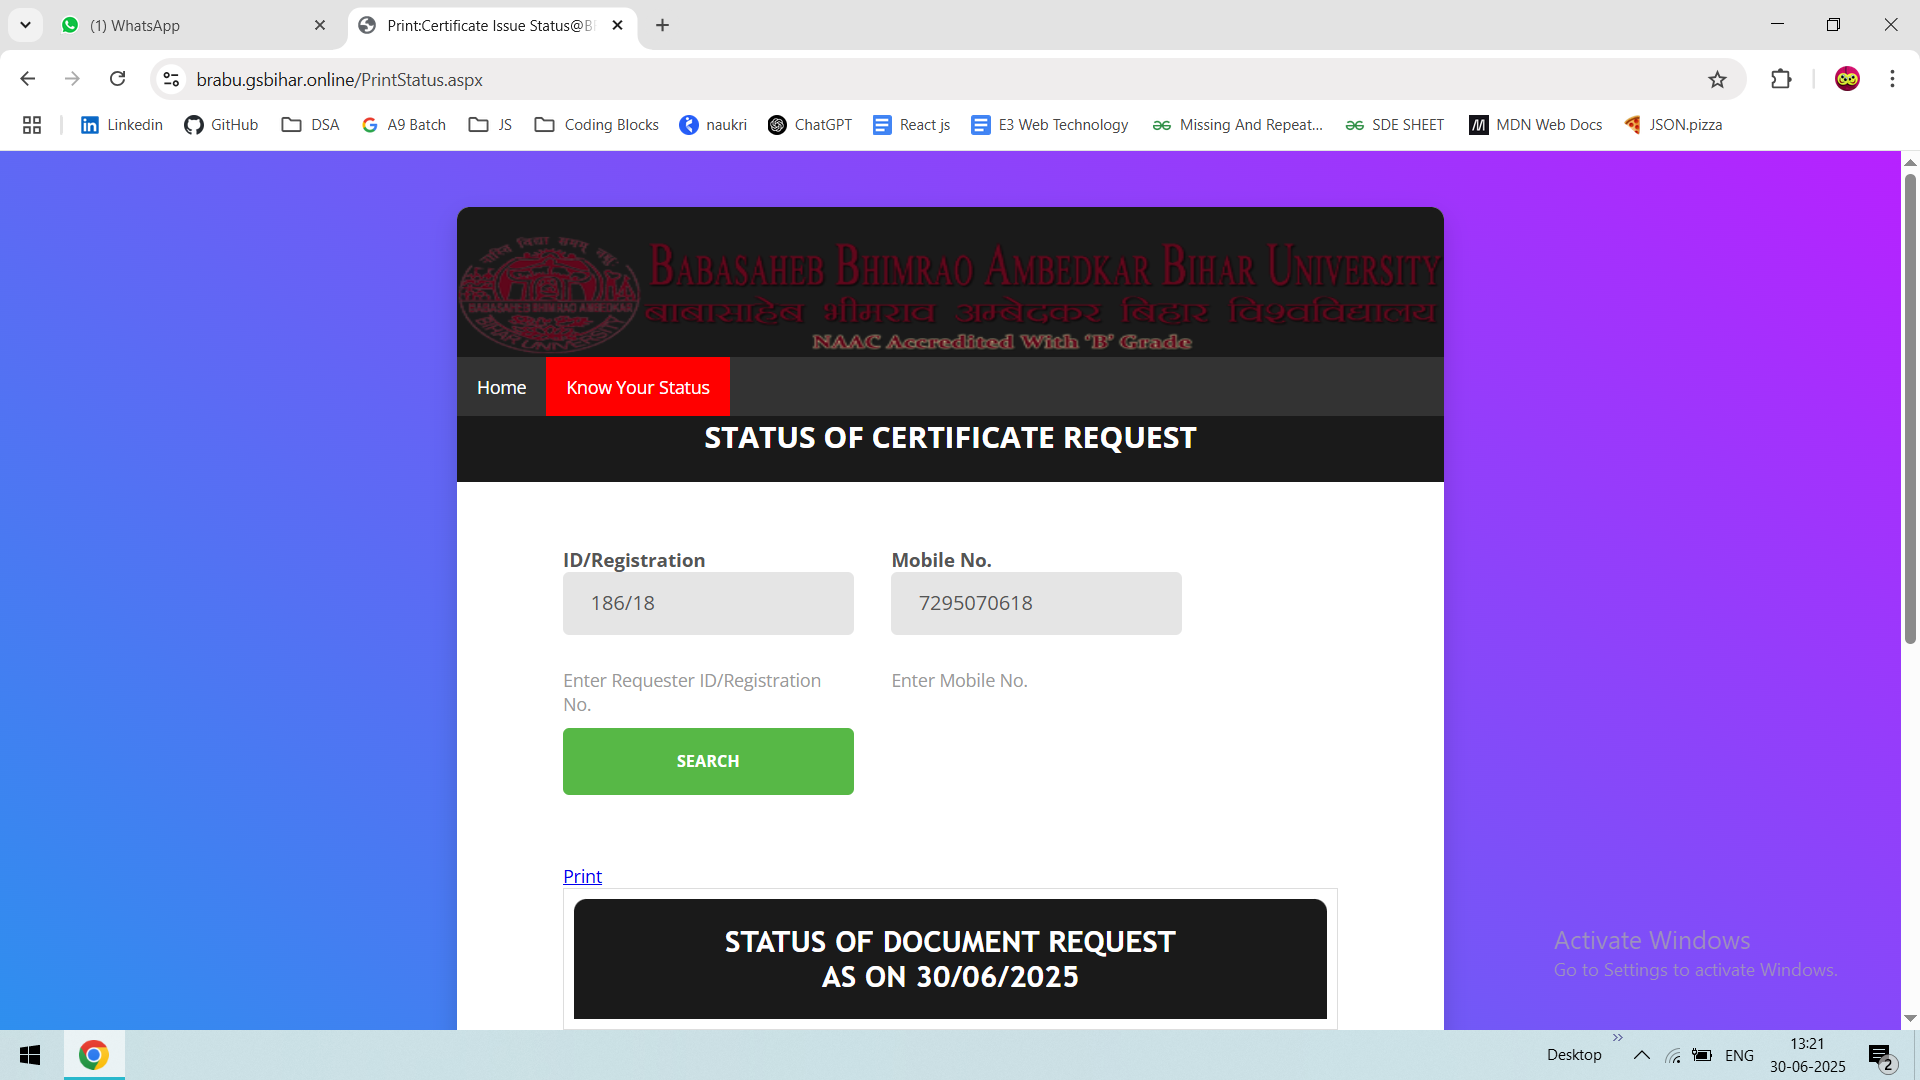 (1) WhatsApp
Print:Certificate Issue Status@B
brabu.gsbihar.online/PrintStatus.aspx
Linkedin
GitHub
DSA
A9 Batch
JS
Coding Blocks
naukri
ChatGPT
React js
E3 Web Technology
Missing And Repeat...
SDE SHEET
MDN Web Docs
JSON.pizza
BABASAHEB BHIMRAO AMBEDKAR BIHAR UNIVERSITY
बाबासाहेब भीमराव अम्बेदकर बिहार विश्वविद्यालय
NAAC Accredited With 'B' Grade
Home
Know Your Status
STATUS OF CERTIFICATE REQUEST
ID/Registration
Mobile No.
186/18
7295070618
Enter Requester ID/Registration
No.
Enter Mobile No.
SEARCH
Print
STATUS OF DOCUMENT REQUEST
AS ON 30/06/2025
Activate Windows
Go to Settings to activate Windows.
Desktop
ENG
13:21
30-06-2025
2